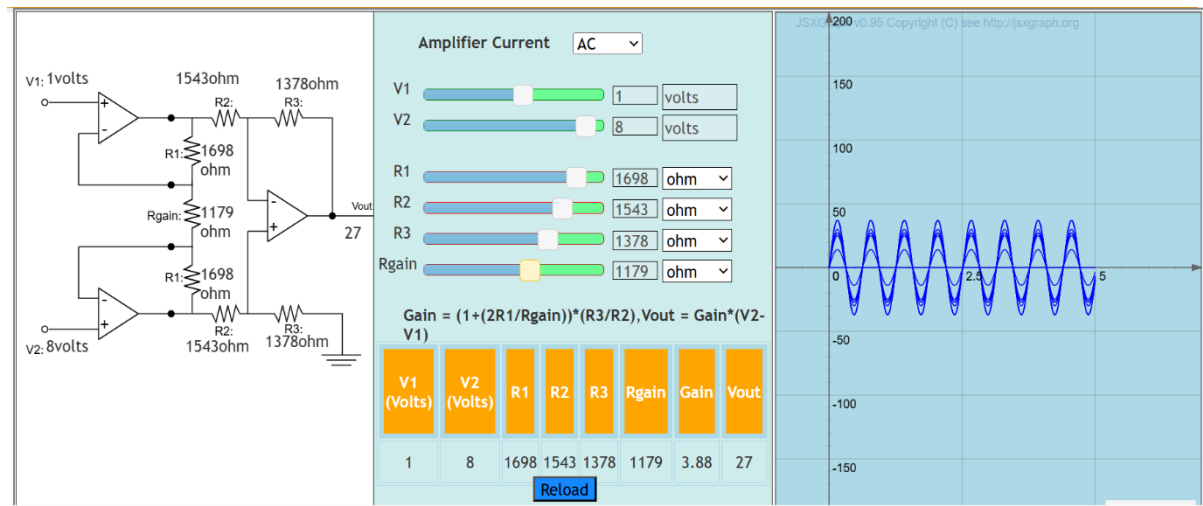 V1: 1volts
1543ohm
1378ohm
R2:
R3:
+
-
R1: 1698
ohm
Rgain: 1179
ohm
-
+
Vout
27
R1: 1698
ohm
-
+
R2:
R3:
V2: 8volts
1543ohm
1378ohm
Amplifier Current AC
V1 1 volts
V2 8 volts
R1 1698 ohm
R2 1543 ohm
R3 1378 ohm
Rgain 1179 ohm
Gain = (1+(2R1/Rgain))*(R3/R2),Vout = Gain*(V2-
V1)
V1 (Volts) V2 (Volts) R1 R2 R3 Rgain Gain Vout
1 8 1698 1543 1378 1179 3.88 27
Reload
v0.95 Copyright (C) see http://jsxgraph.org
200
150
100
50
0 2.5 5
-50
-100
-150